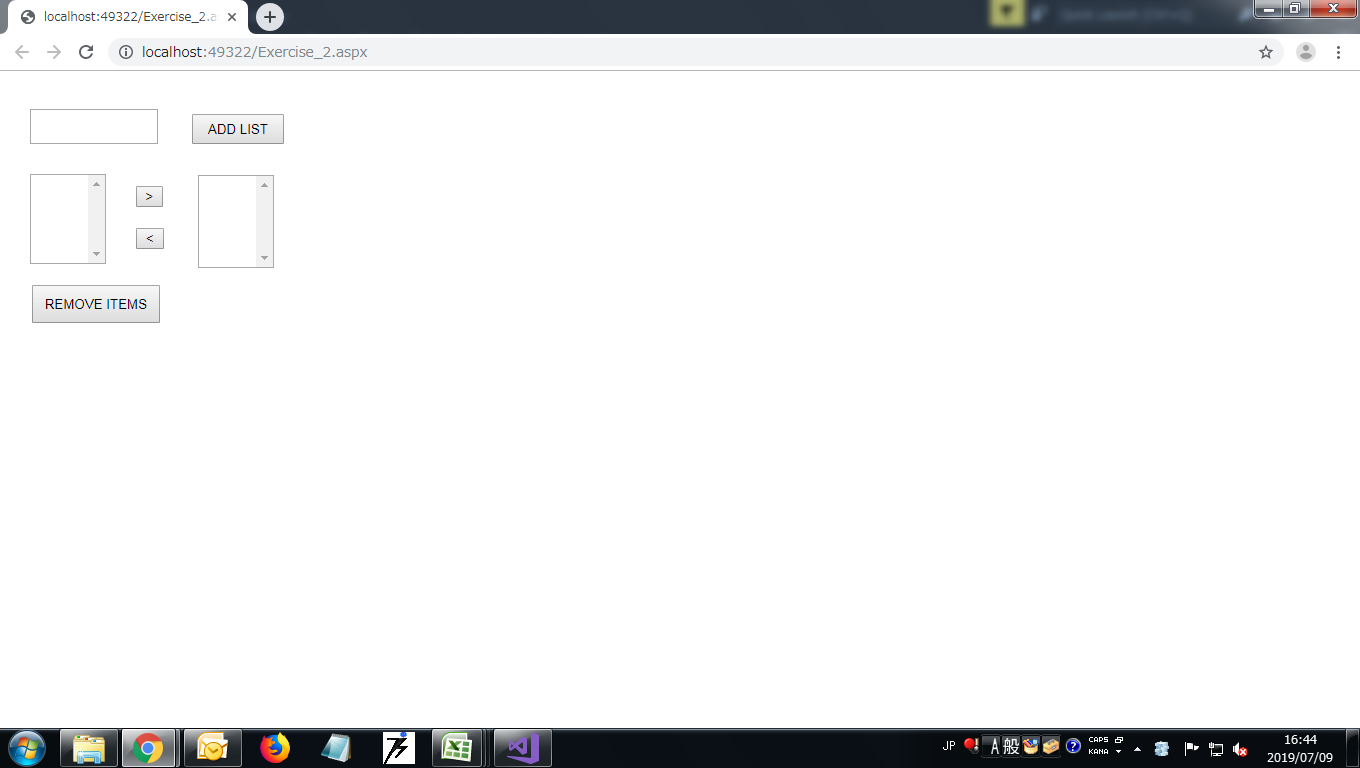 localhost:49322/Exercise_2.a
localhost:49322/Exercise_2.aspx
ADD LIST
>
<
REMOVE ITEMS
JP
A 般
CAPS
KANA
16:44
2019/07/09